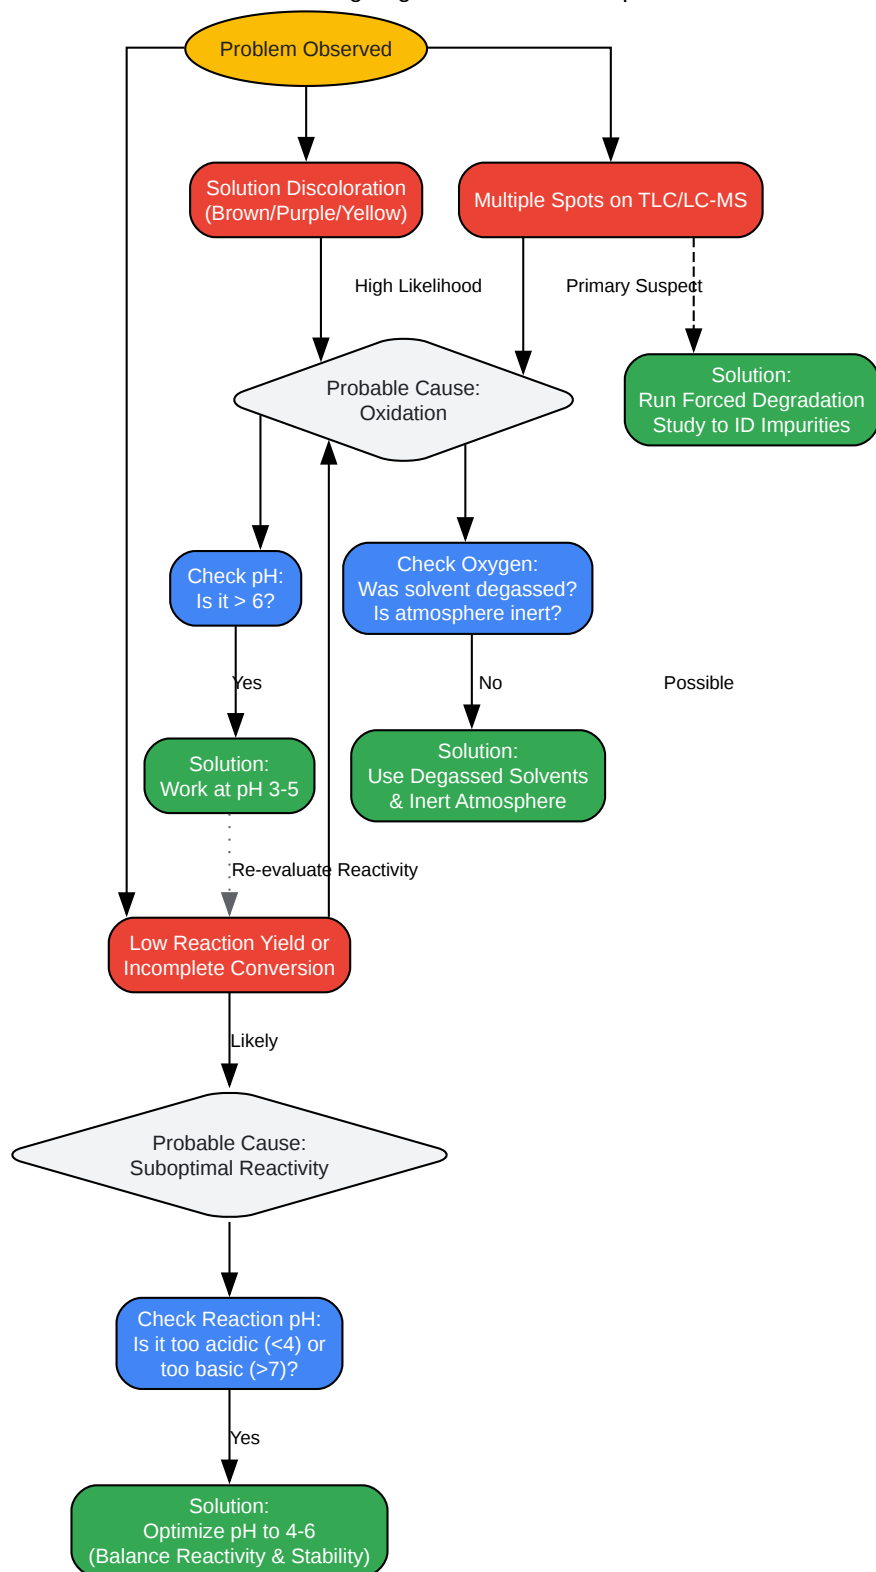 Problem Observed
Solution Discoloration
(Brown/Purple/Yellow)
Multiple Spots on TLC/LC-MS
High Likelihood
Primary Suspect
Probable Cause:
Oxidation
Solution:
Run Forced Degradation
Study to ID Impurities
Check pH:
Is it > 6?
Check Oxygen:
Was solvent degassed?
Is atmosphere inert?
Yes
No
Possible
Solution:
Work at pH 3-5
Solution:
Use Degassed Solvents
& Inert Atmosphere
Re-evaluate Reactivity
Low Reaction Yield or
Incomplete Conversion
Likely
Probable Cause:
Suboptimal Reactivity
Check Reaction pH:
Is it too acidic (<4) or
too basic (>7)?
Yes
Solution:
Optimize pH to 4-6
(Balance Reactivity & Stability)